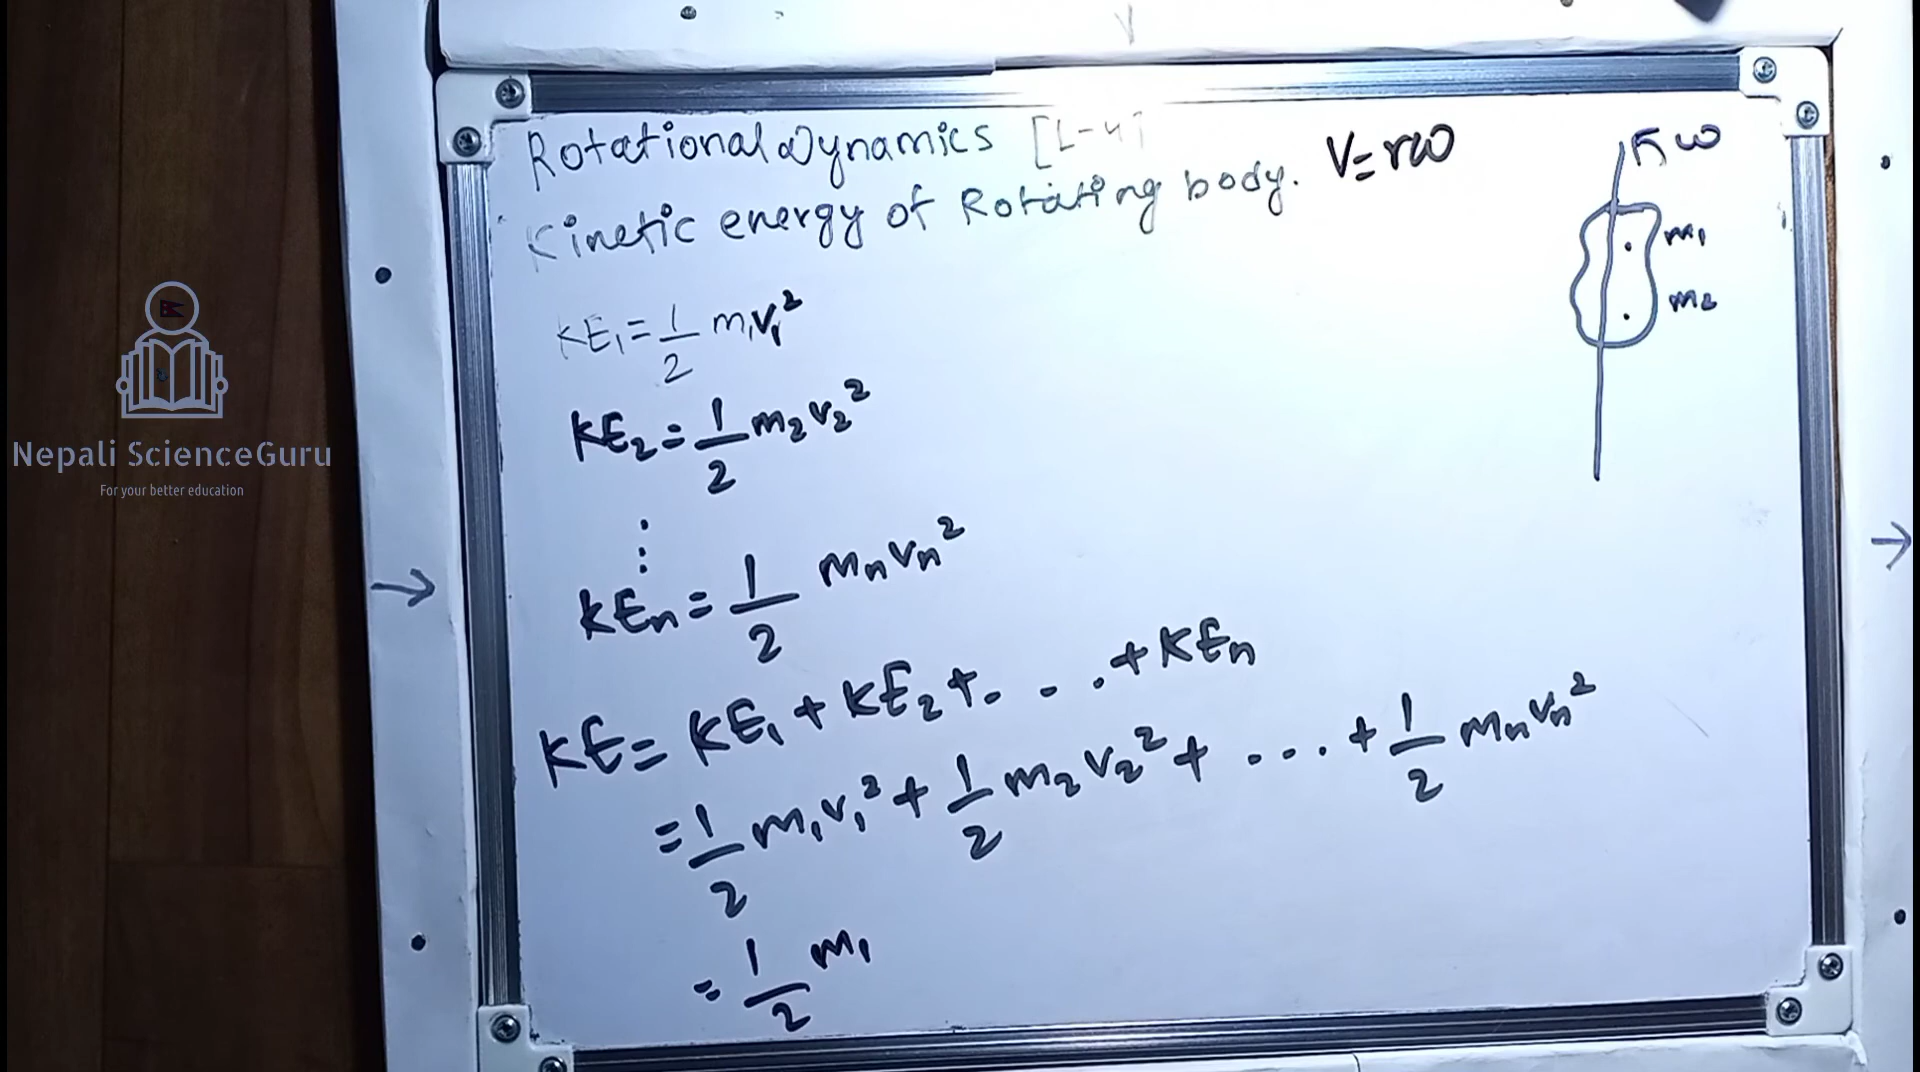 Rotational Dynamics [L-4]
Kinetic energy of Rotating body. V=rω
ω
m₁
m₂
KE₁=1/2 m₁v₁²
KE₂=1/2 m₂v₂²
⋮
KEₙ=1/2 mₙvₙ²
KE= KE₁+KE₂+. . .+KEₙ
=1/2 m₁v₁²+1/2 m₂v₂²+ ...+1/2 mₙvₙ²
=1/2 m₁
Nepali ScienceGuru
For your better education